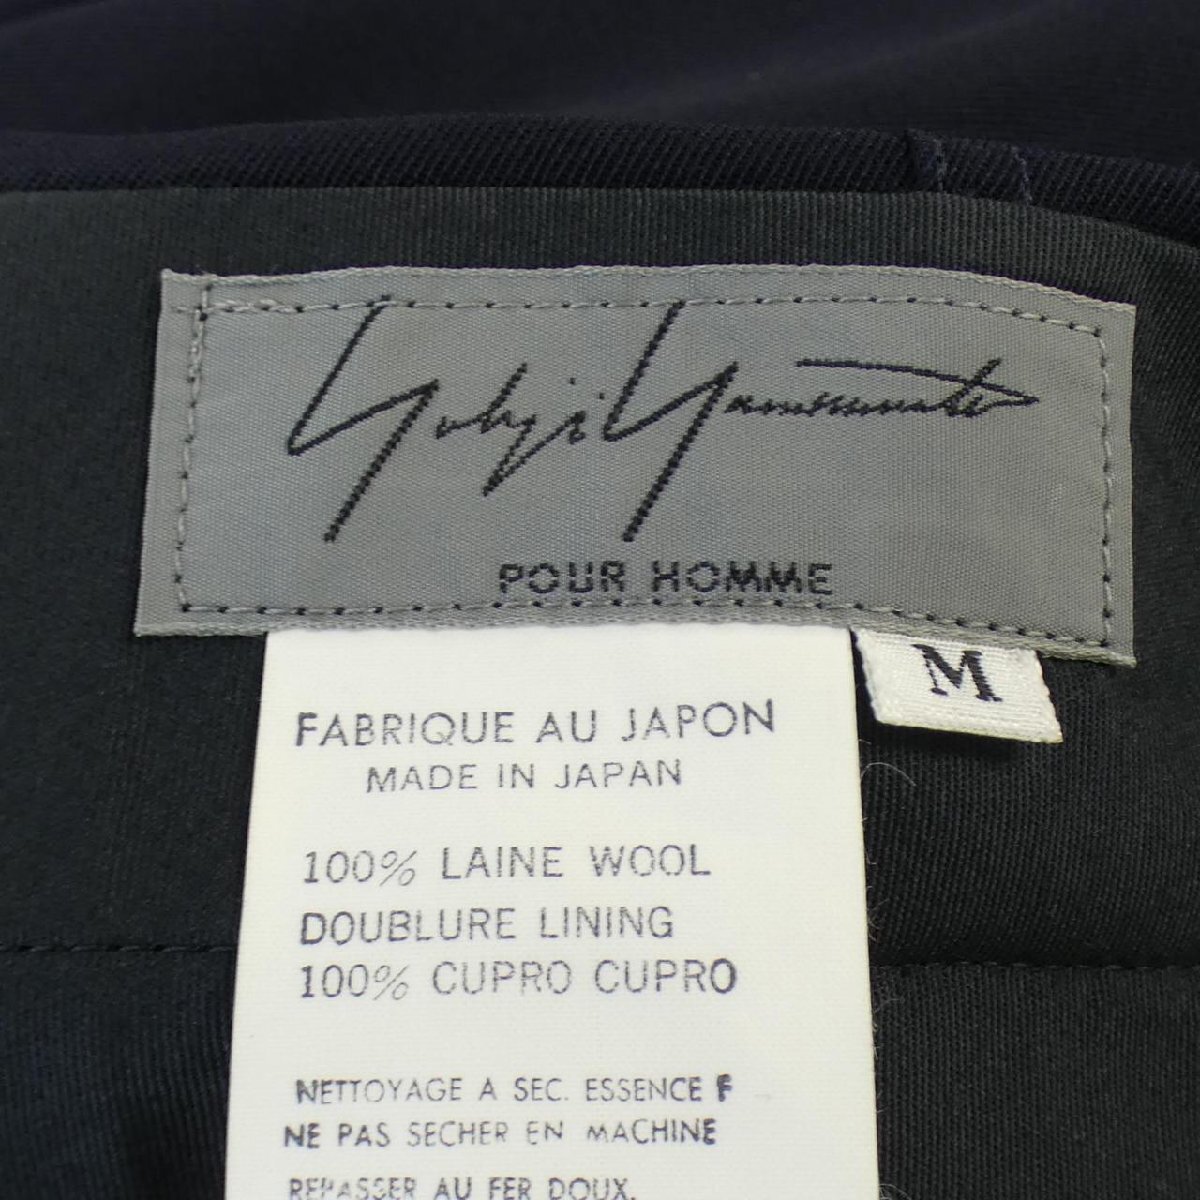 Yohji Yamamoto
POUR HOMME
M
FABRIQUE AU JAPON
MADE IN JAPAN
100% LAINE WOOL
DOUBLURE LINING
100% CUPRO CUPRO
NETTOYAGE A SEC. ESSENCE F
NE PAS SECHER EN MACHINE
REPASSER AU FER DOUX.